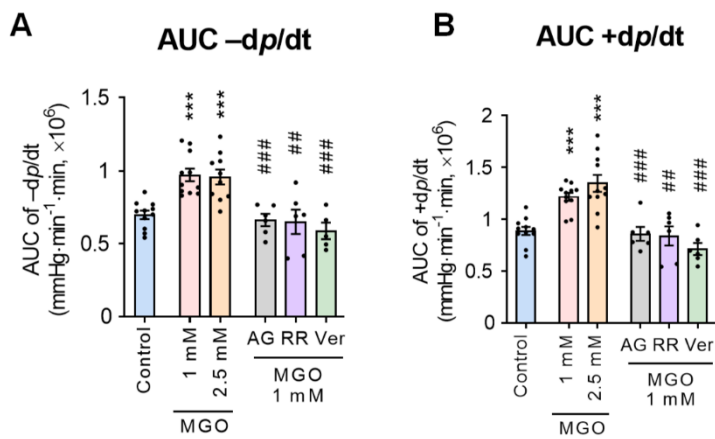 A
AUC –dp/dt
AUC of –dp/dt
(mmHg·min⁻¹·min, ×10⁶)
1.5
1
0.5
0
***
***
###
##
###
Control
1 mM
2.5 mM
MGO
AG RR Ver
MGO
1 mM
B
AUC +dp/dt
AUC of +dp/dt
(mmHg·min⁻¹·min, ×10⁶)
2
1.5
1
0.5
0
***
***
###
##
###
Control
1 mM
2.5 mM
MGO
AG RR Ver
MGO
1 mM